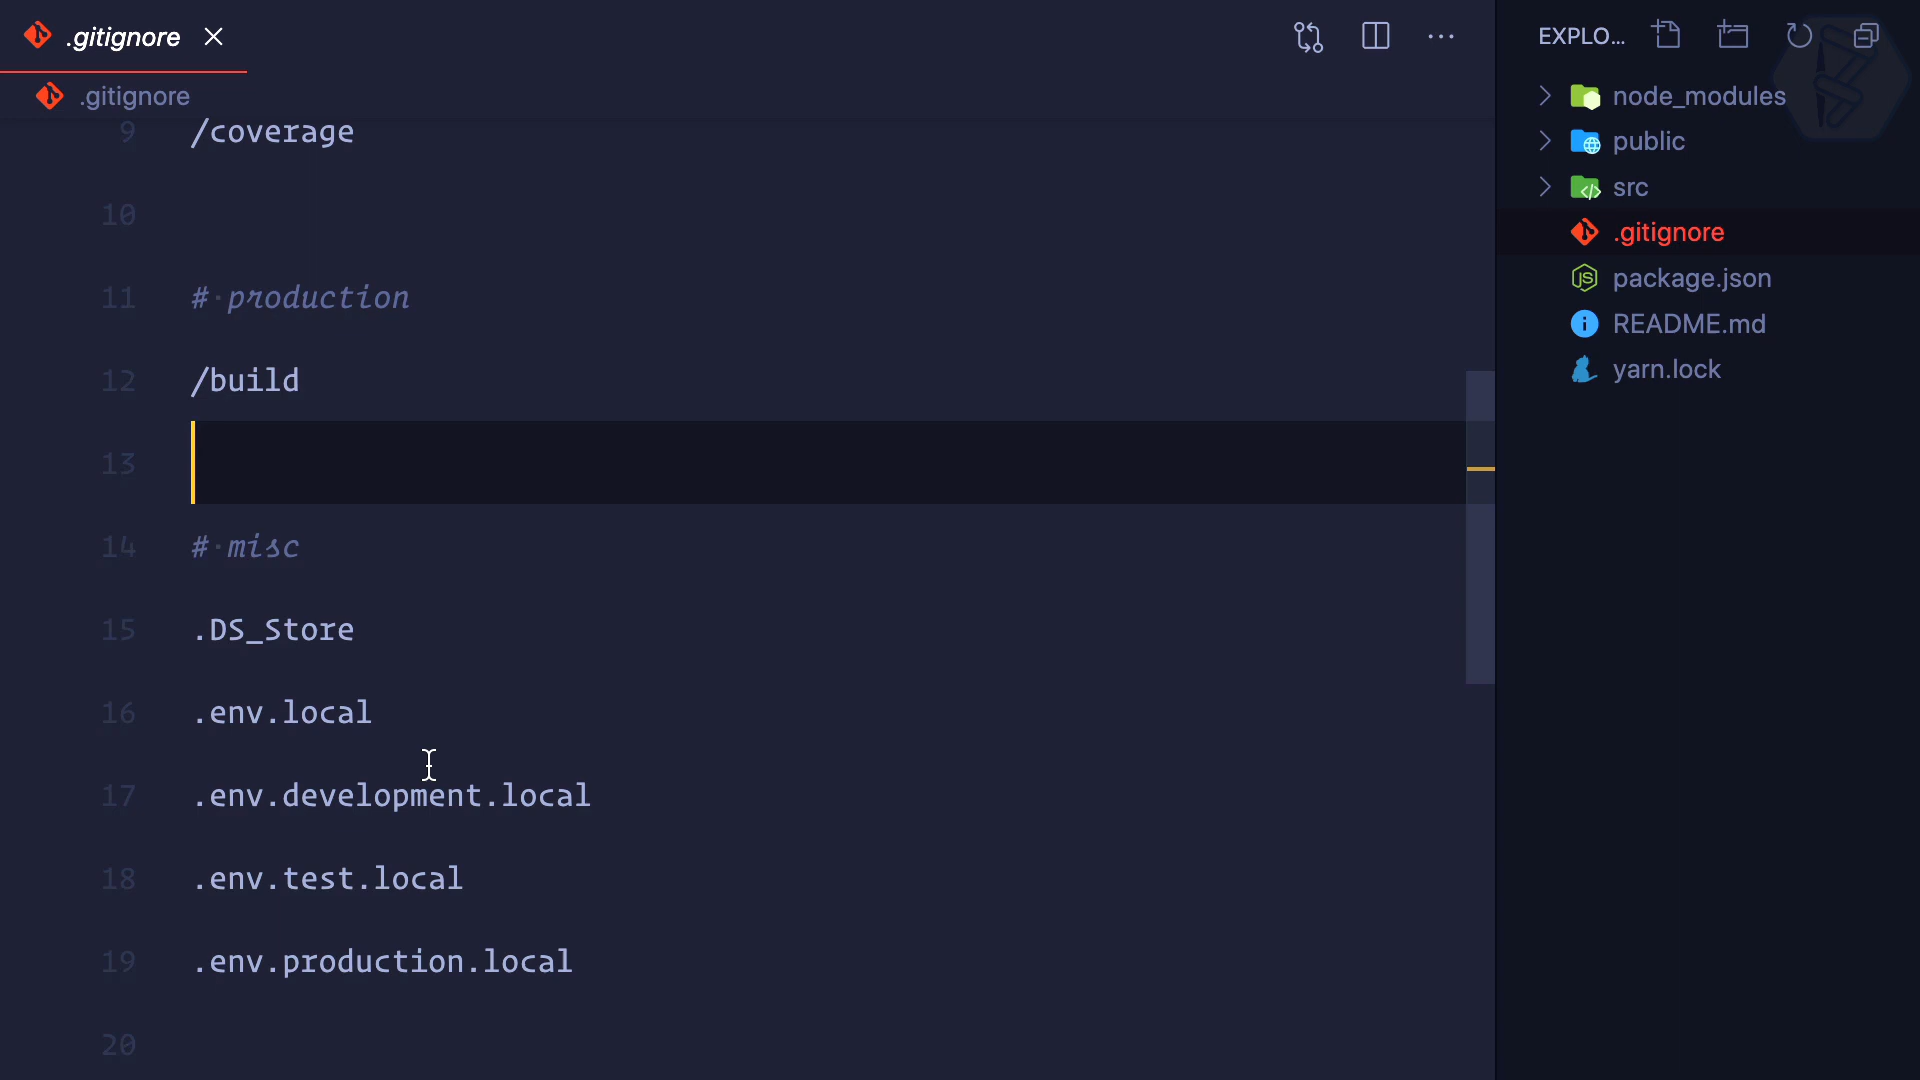 .gitignore
EXPLO...
.gitignore
9 /coverage
10
11 # production
12 /build
13
14 # misc
15 .DS_Store
16 .env.local
17 .env.development.local
18 .env.test.local
19 .env.production.local
20
node_modules
public
src
.gitignore
package.json
README.md
yarn.lock